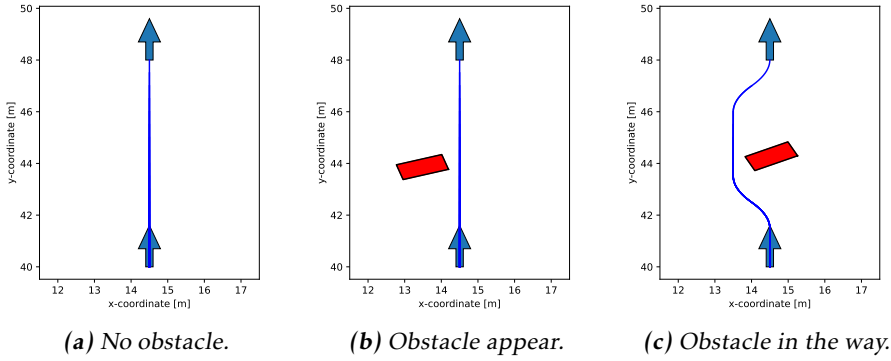 50
48
46
44
42
40
y-coordinate [m]
12 13 14 15 16 17
x-coordinate [m]
(a) No obstacle.
50
48
46
44
42
40
y-coordinate [m]
12 13 14 15 16 17
x-coordinate [m]
(b) Obstacle appear.
50
48
46
44
42
40
y-coordinate [m]
12 13 14 15 16 17
x-coordinate [m]
(c) Obstacle in the way.